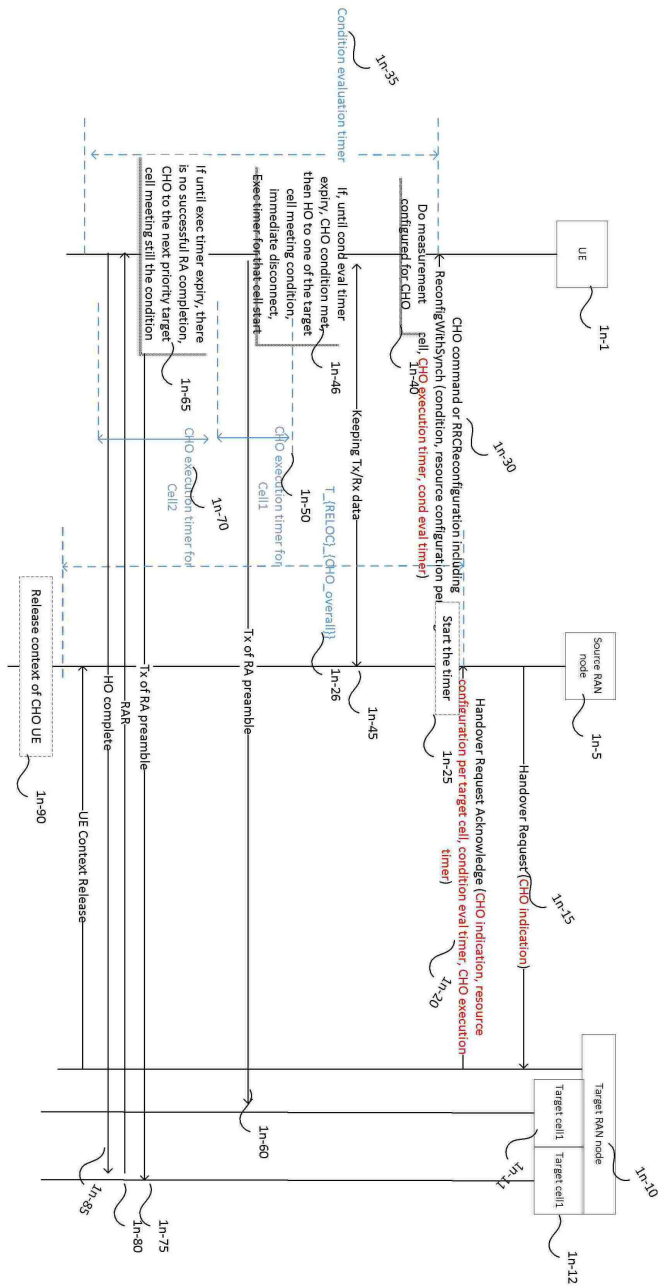 UE
1n-1
Source RAN
node
1n-5
Target RAN node
1n-10
Target cell1
1n-11
Target cell1
1n-12
Handover Request (CHO indication)
1n-15
Handover Request Acknowledge (CHO indication, resource
configuration per target cell, condition eval timer, CHO execution
timer)
1n-20
Start the timer
1n-25
T_{RELOC}_{CHO_overall}}
1n-26
CHO command or RRCReconfiguration including
ReconfigWithSynch (condition, resource configuration per
cell, CHO execution timer, cond eval timer)
1n-30
Condition evaluation timer
1n-35
Do measurement
configured for CHO
1n-40
Keeping Tx/Rx data
1n-45
If, until cond eval timer
expiry, CHO condition met,
then HO to one of the target
cell meeting condition,
immediate disconnect,
Exec timer for that cell start
1n-46
CHO execution timer for
Cell1
1n-50
Tx of RA preamble
1n-60
If until exec timer expiry, there
is no successful RA completion,
CHO to the next priority target
cell meeting still the condition
1n-65
CHO execution timer for
Cell2
1n-70
Tx of RA preamble
1n-75
RAR
1n-80
HO complete
1n-85
UE Context Release
Release context of CHO UE
1n-90